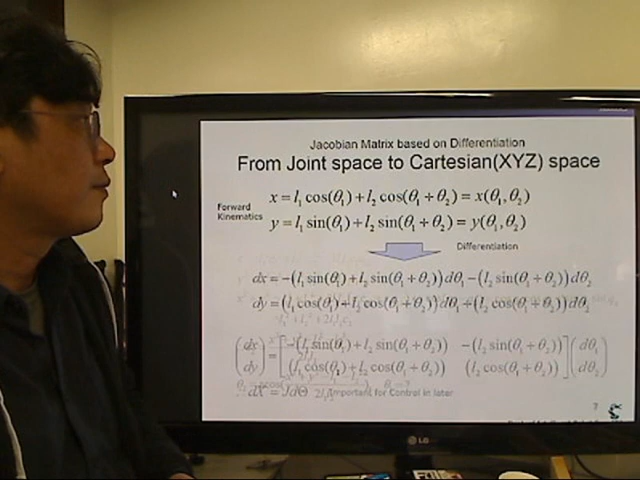 Jacobian Matrix based on Differentiation
From Joint space to Cartesian(XYZ) space
Forward Kinematics
x = l₁ cos(θ₁) + l₂ cos(θ₁ + θ₂) = x(θ₁, θ₂)
y = l₁ sin(θ₁) + l₂ sin(θ₁ + θ₂) = y(θ₁, θ₂)
Differentiation
dx = −(l₁ sin(θ₁) + l₂ sin(θ₁ + θ₂))dθ₁ − (l₂ sin(θ₁ + θ₂))dθ₂
dy = (l₁ cos(θ₁) + l₂ cos(θ₁ + θ₂))dθ₁ + (l₂ cos(θ₁ + θ₂))dθ₂
(dx) = [−(l₁ sin(θ₁) + l₂ sin(θ₁ + θ₂) −(l₂ sin(θ₁ + θ₂))](dθ₁)
(dy) [(l₁ cos(θ₁) + l₂ cos(θ₁ + θ₂)) (l₂ cos(θ₁ + θ₂))](dθ₂)
dX = JdΘ Important for Control in later
7
LG